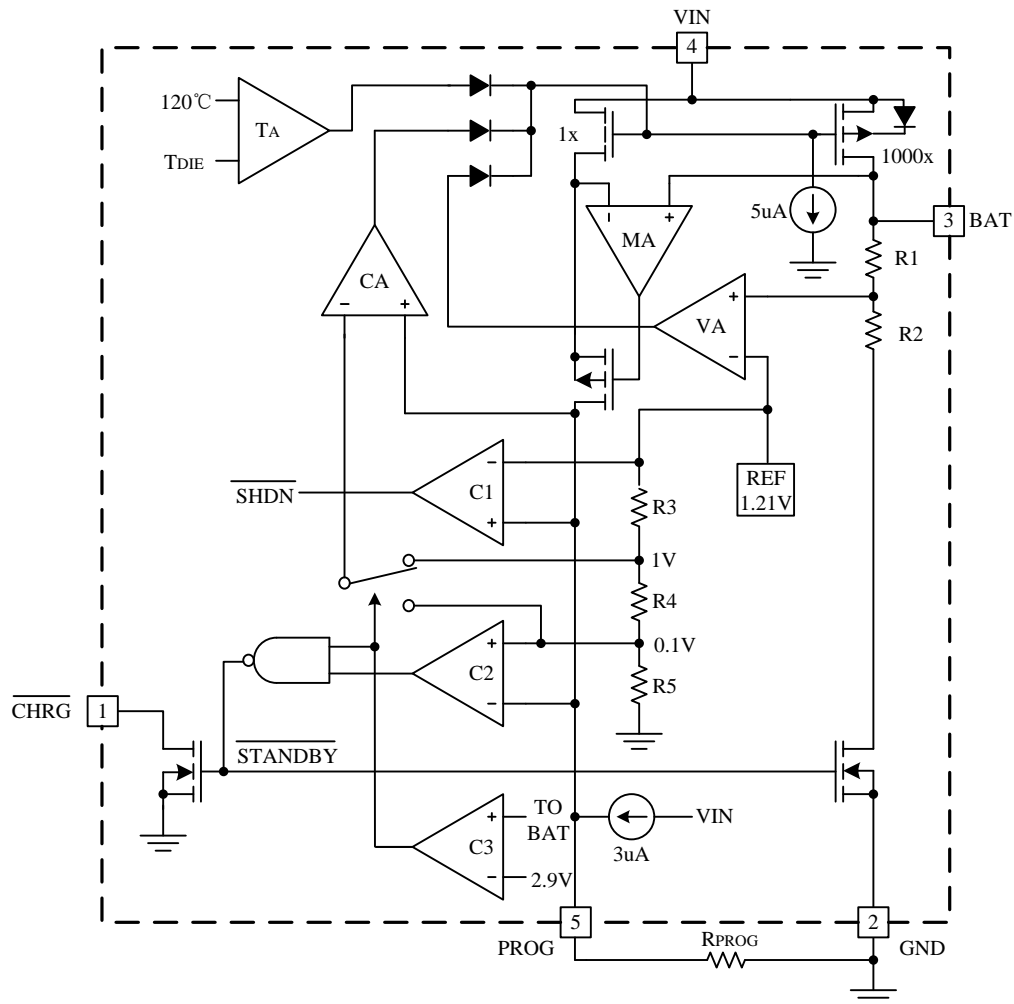 VIN
4
120℃
TA
TDIE
1x
1000x
5uA
3
BAT
MA
R1
CA
− +
VA
R2
+
−
SHDN
C1
−
+
R3
REF
1.21V
1V
R4
0.1V
C2
+
−
R5
CHRG
1
STANDBY
C3
+
−
TO
BAT
VIN
3uA
2.9V
5
PROG
RPROG
2
GND